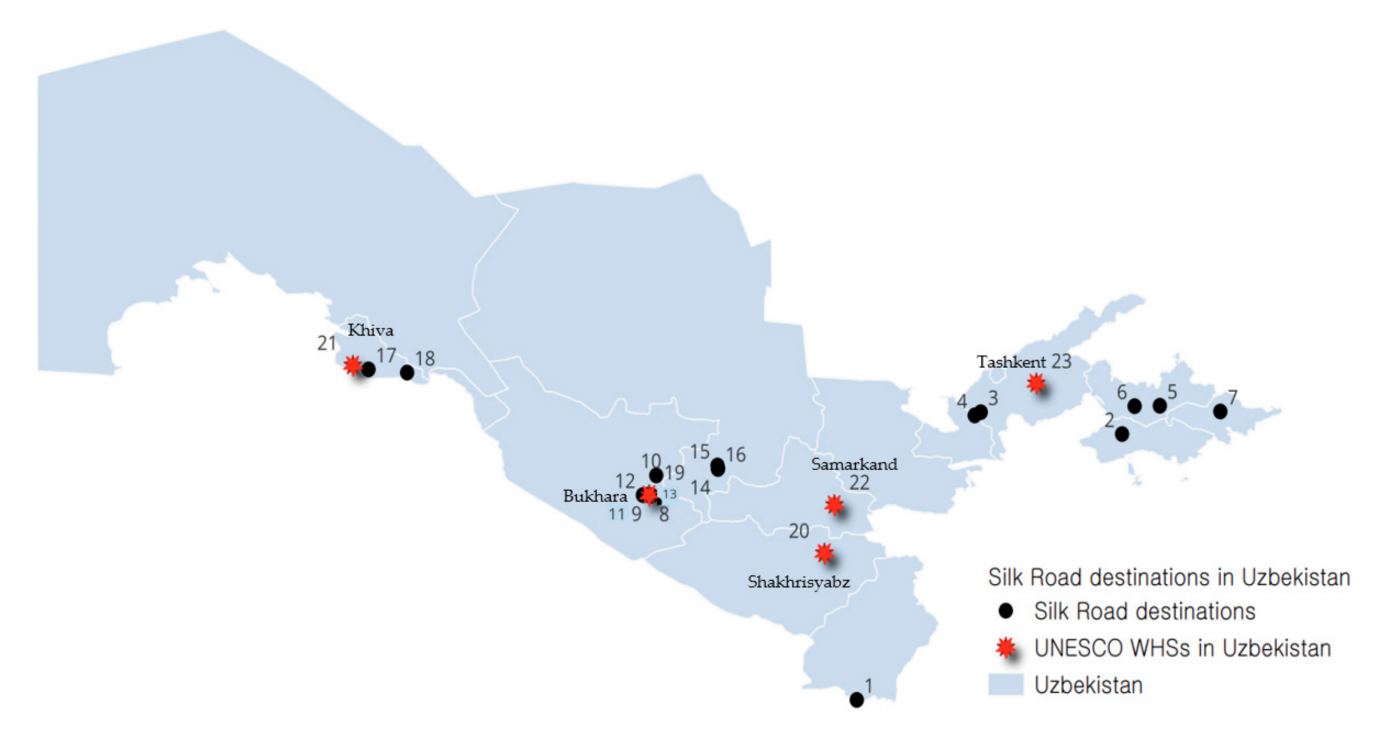 Khiva
21
17
18
Tashkent 23
4
3
6
5
7
2
15
16
14
10
19
12
13
Bukhara
11
9
8
Samarkand
22
20
Shakhrisyabz
1
Silk Road destinations in Uzbekistan
Silk Road destinations
UNESCO WHSs in Uzbekistan
Uzbekistan